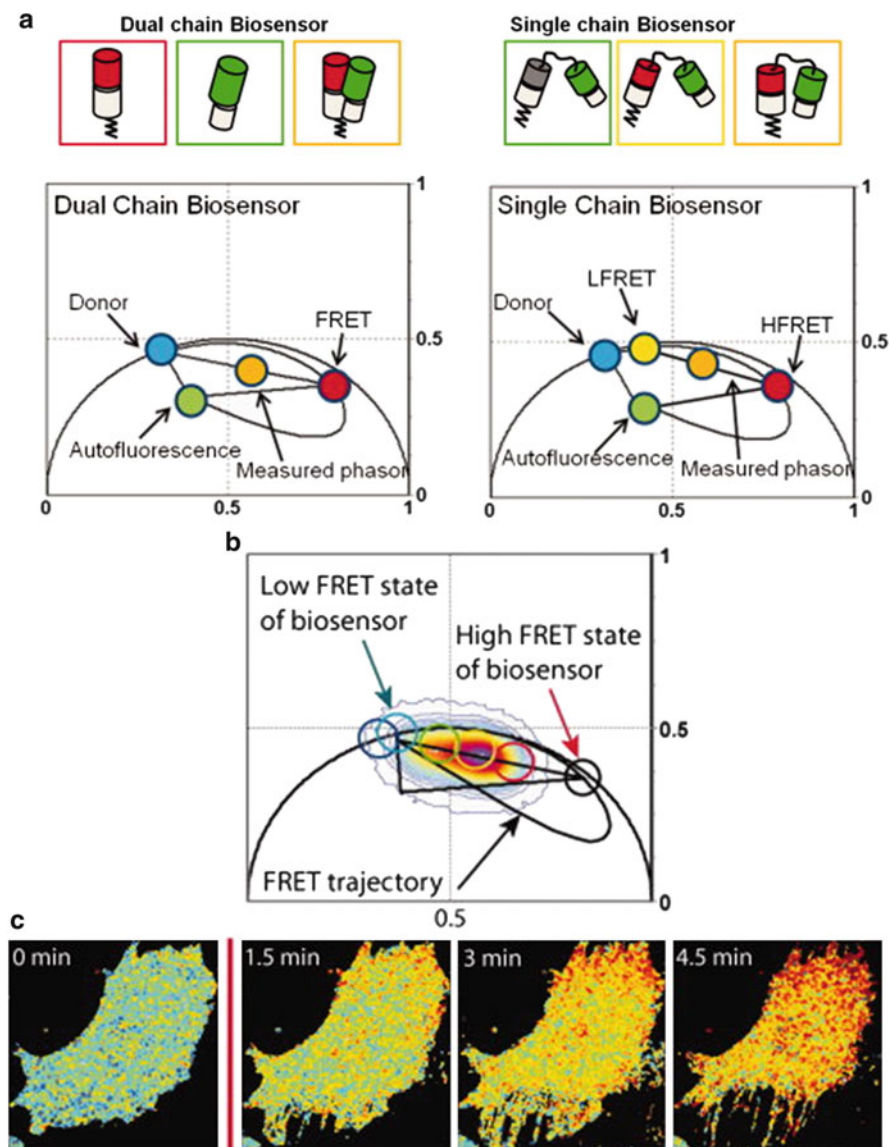 a
Dual chain Biosensor
Single chain Biosensor
Dual Chain Biosensor
1
Donor
FRET
0.5
Autofluorescence
Measured phasor
0
0
0.5
1
Single Chain Biosensor
1
LFRET
Donor
HFRET
0.5
Autofluorescence
Measured phasor
0
0
0.5
1
b
1
Low FRET state
of biosensor
High FRET state
of biosensor
0.5
FRET trajectory
0
0.5
c
0 min
1.5 min
3 min
4.5 min